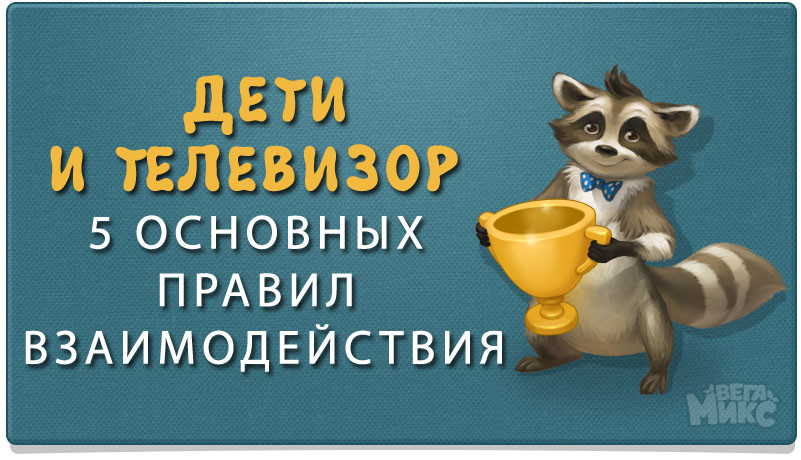 ДЕТИ
И ТЕЛЕВИЗОР
5 ОСНОВНЫХ
ПРАВИЛ
ВЗАИМОДЕЙСТВИЯ
ВЕГА
МИКС